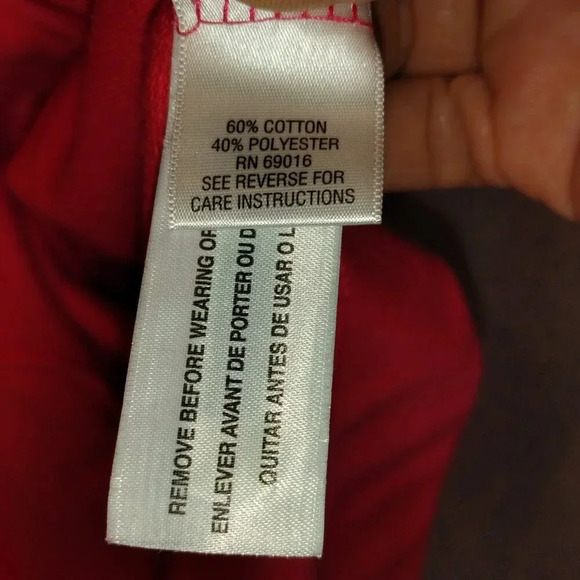 60% COTTON
40% POLYESTER
RN 69016
SEE REVERSE FOR
CARE INSTRUCTIONS
REMOVE BEFORE WEARING OR
ENLEVER AVANT DE PORTER OU D
QUITAR ANTES DE USAR O L